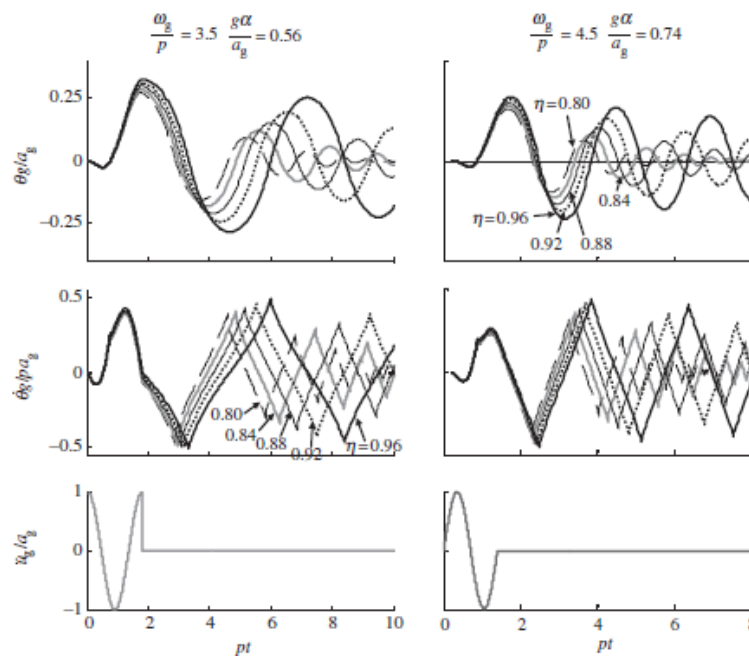 ω_g/p = 3.5 gα/a_g = 0.56
ω_g/p = 4.5 gα/a_g = 0.74
θg/a_g
0.25
0
−0.25
η = 0.80
0.84
η = 0.96
0.92
0.88
θ̇g/pa_g
0.5
0
−0.5
0.80
0.84
0.88
0.92
η = 0.96
ü_g/a_g
1
0
−1
0 2 4 6 8 10
0 2 4 6 8
pt
pt